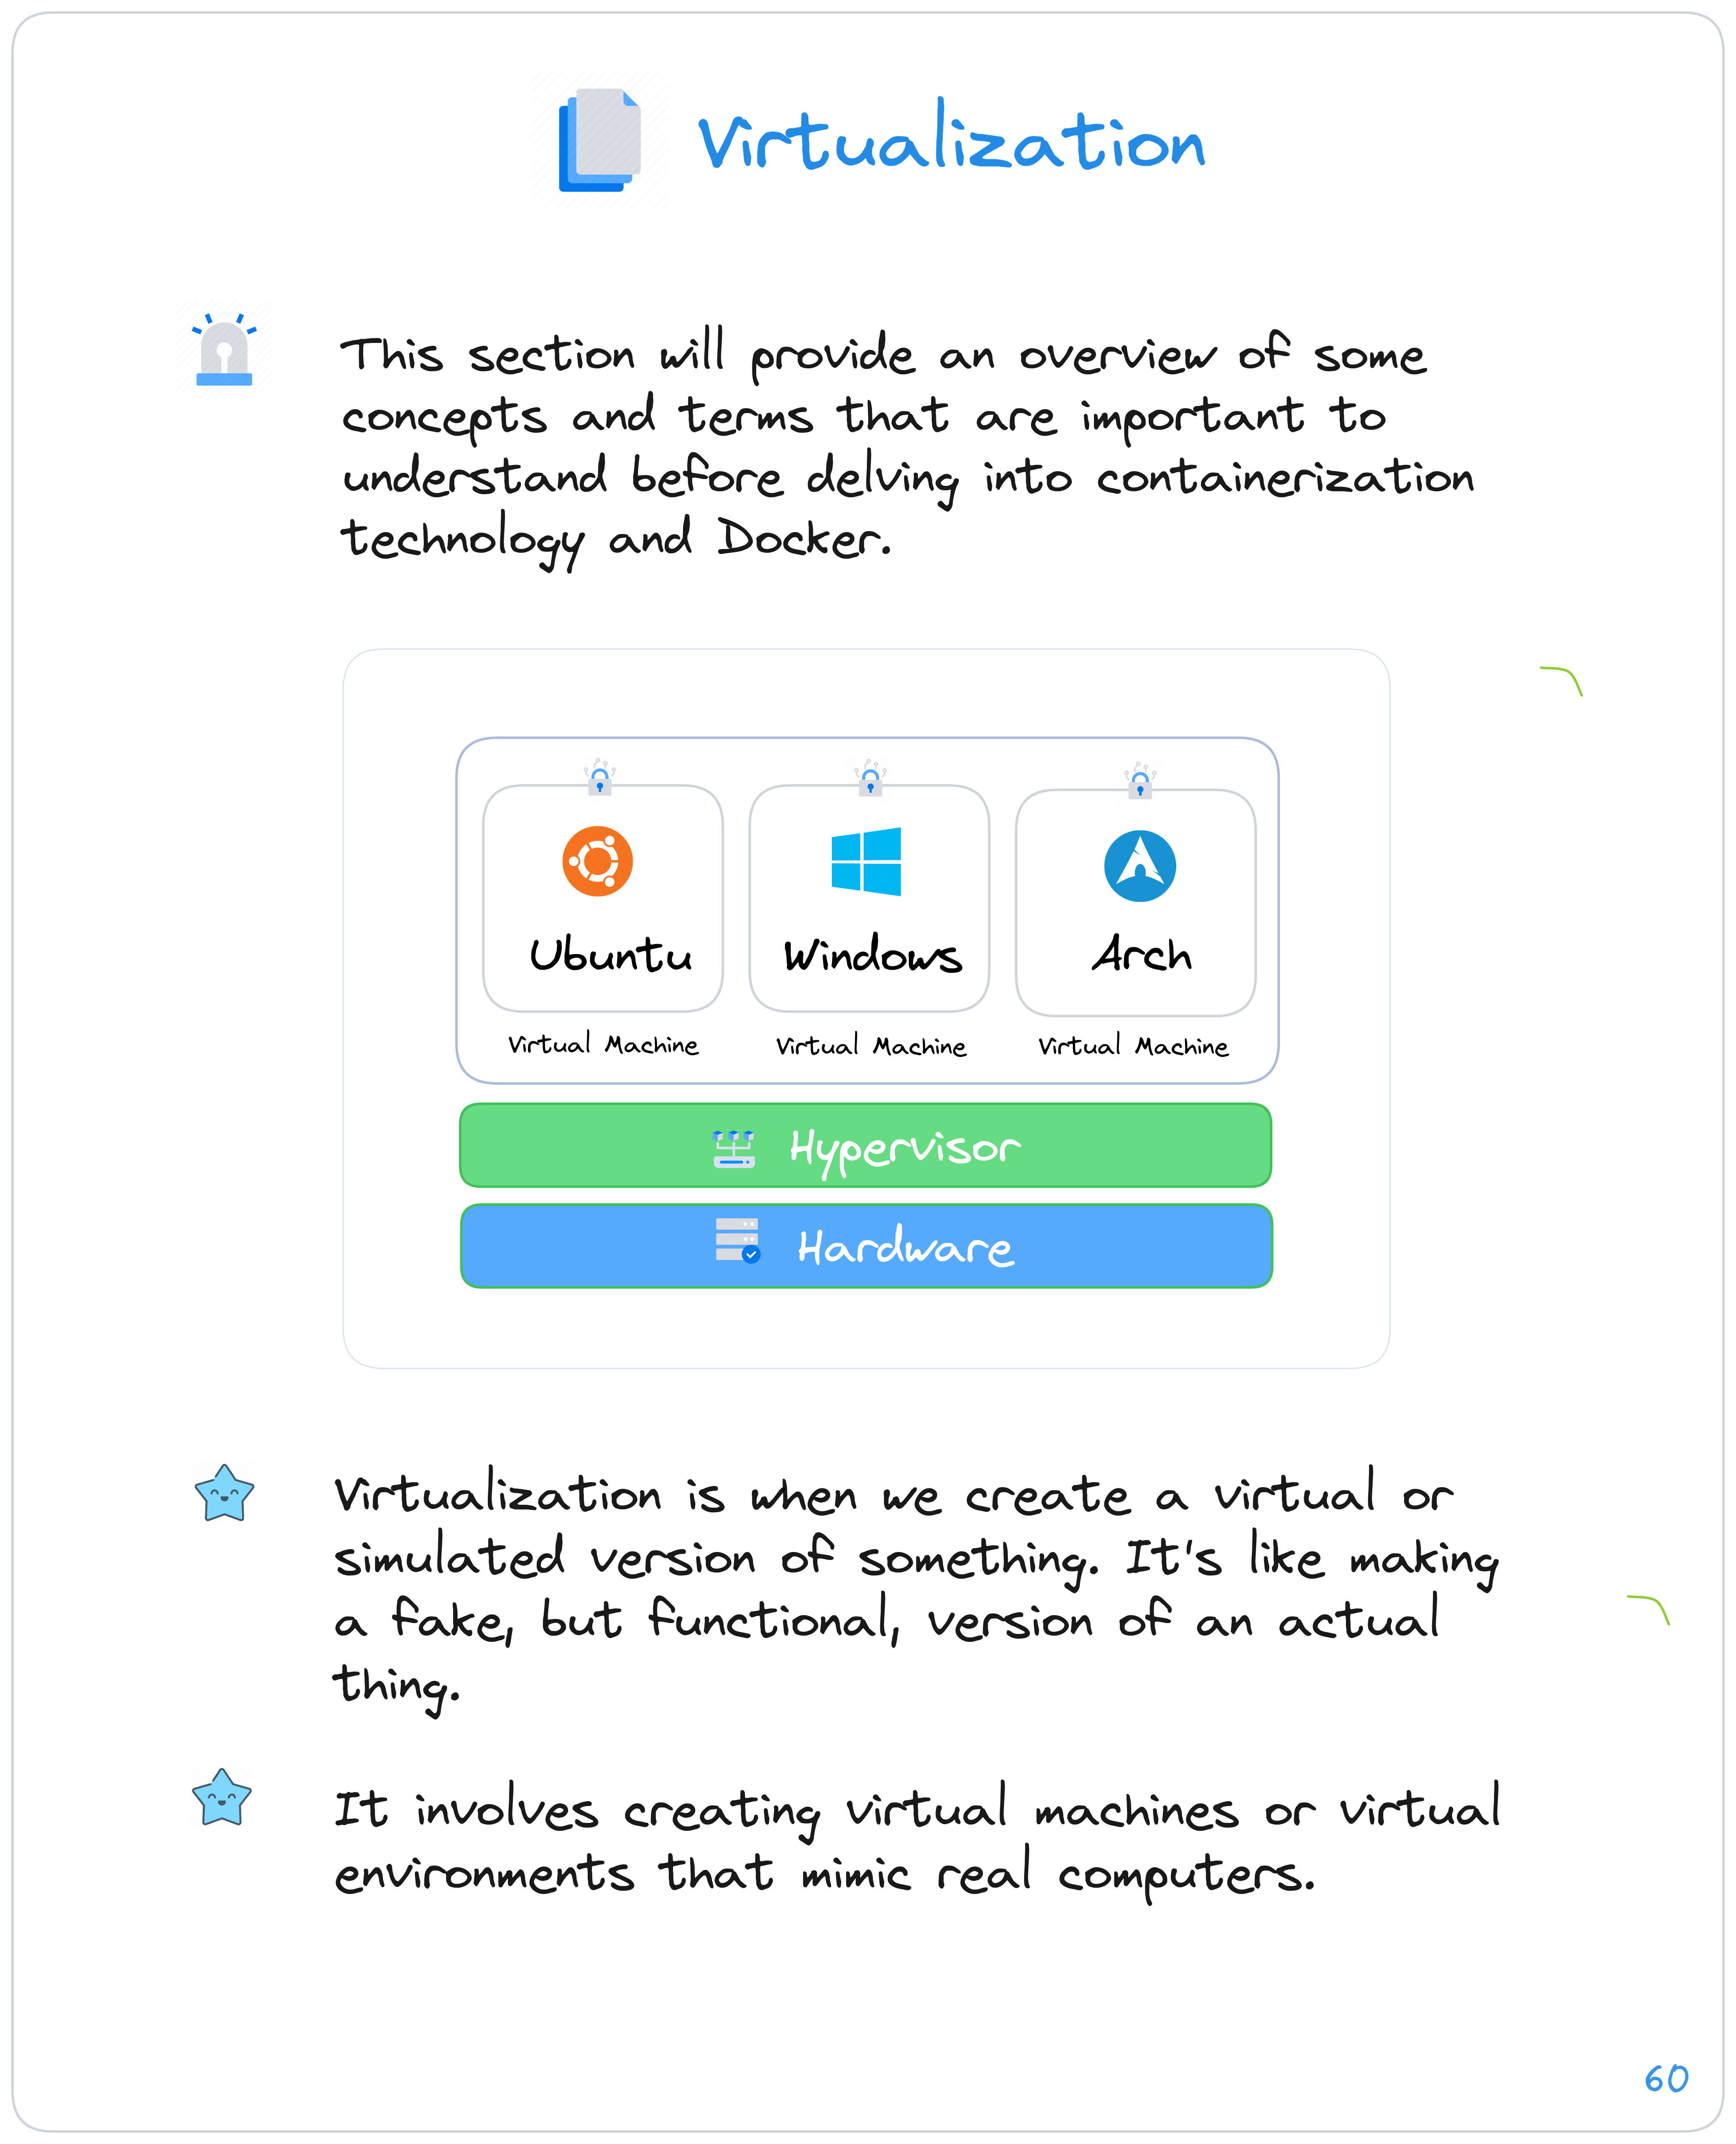 Virtualization
This section will provide an overview of some
concepts and terms that are important to
understand before delving into containerization
technology and Docker.
Ubuntu
Windows
Arch
Virtual Machine
Virtual Machine
Virtual Machine
Hypervisor
Hardware
Virtualization is when we create a virtual or
simulated version of something. It's like making
a fake, but functional, version of an actual
thing.
It involves creating virtual machines or virtual
environments that mimic real computers.
60